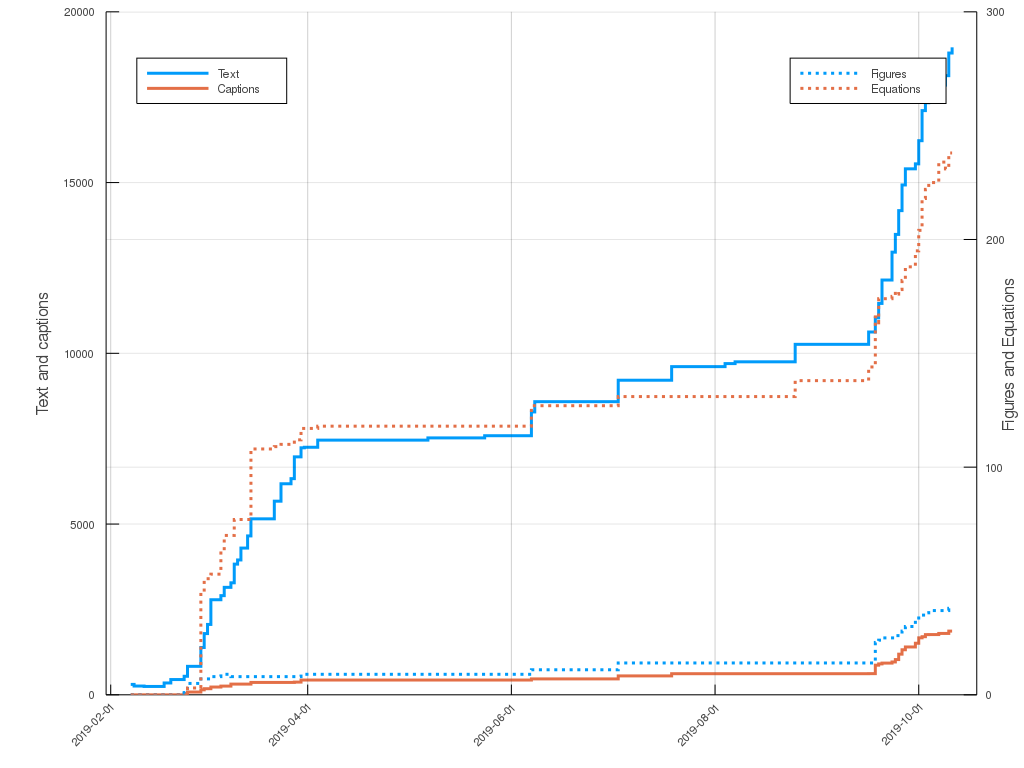 20000
15000
10000
5000
0
300
200
100
0
Text and captions
Figures and Equations
Text
Captions
Figures
Equations
2019-02-01
2019-04-01
2019-06-01
2019-08-01
2019-10-01